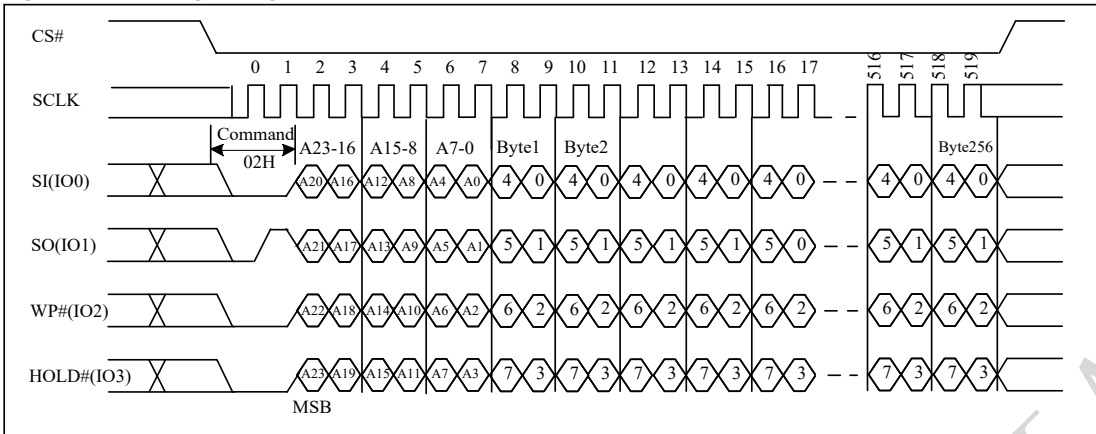 CS#
0 1 2 3 4 5 6 7 8 9 10 11 12 13 14 15 16 17 516 517 518 519
SCLK
Command
02H
A23-16 A15-8 A7-0 Byte1 Byte2 Byte256
SI(IO0) A20 A16 A12 A8 A4 A0 4 0 4 0 4 0 4 0 4 0 4 0 4 0
SO(IO1) A21 A17 A13 A9 A5 A1 5 1 5 1 5 1 5 1 5 0 5 1 5 1
WP#(IO2) A22 A18 A14 A10 A6 A2 6 2 6 2 6 2 6 2 6 2 6 2 6 2
HOLD#(IO3) A23 A19 A15 A11 A7 A3 7 3 7 3 7 3 7 3 7 3 7 3 7 3
MSB